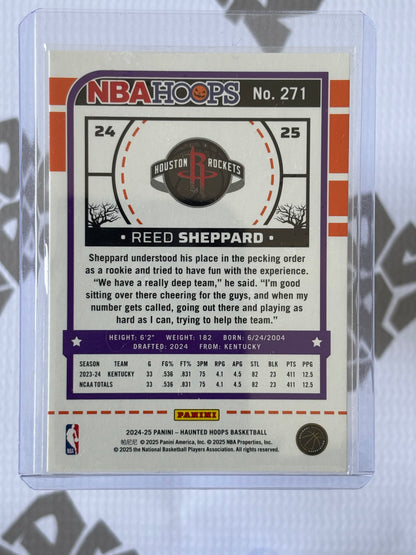 NBA HOOPS No. 271
24 25
HOUSTON ROCKETS
• REED SHEPPARD •
Sheppard understood his place in the pecking order
as a rookie and tried to have fun with the experience.
"We have a really deep team," he said. "I'm good
sitting over there cheering for the guys, and when my
number gets called, going out there and playing as
hard as I can, trying to help the team."
HEIGHT: 6'2" WEIGHT: 182 BORN: 6/24/2004
DRAFTED: 2024 FROM: KENTUCKY
SEASON TEAM G FG% FT% 3PM RPG APG STL BLK PTS PPG
2023-24 KENTUCKY 33 .536 .831 75 4.1 4.5 82 23 411 12.5
NCAA TOTALS 33 .536 .831 75 4.1 4.5 82 23 411 12.5
PANINI
2024-25 PANINI – HAUNTED HOOPS BASKETBALL
帕尼尼 © 2025 Panini America, Inc. © 2025 NBA Properties, Inc.
© 2025 the National Basketball Players Association. All rights reserved.
NBA